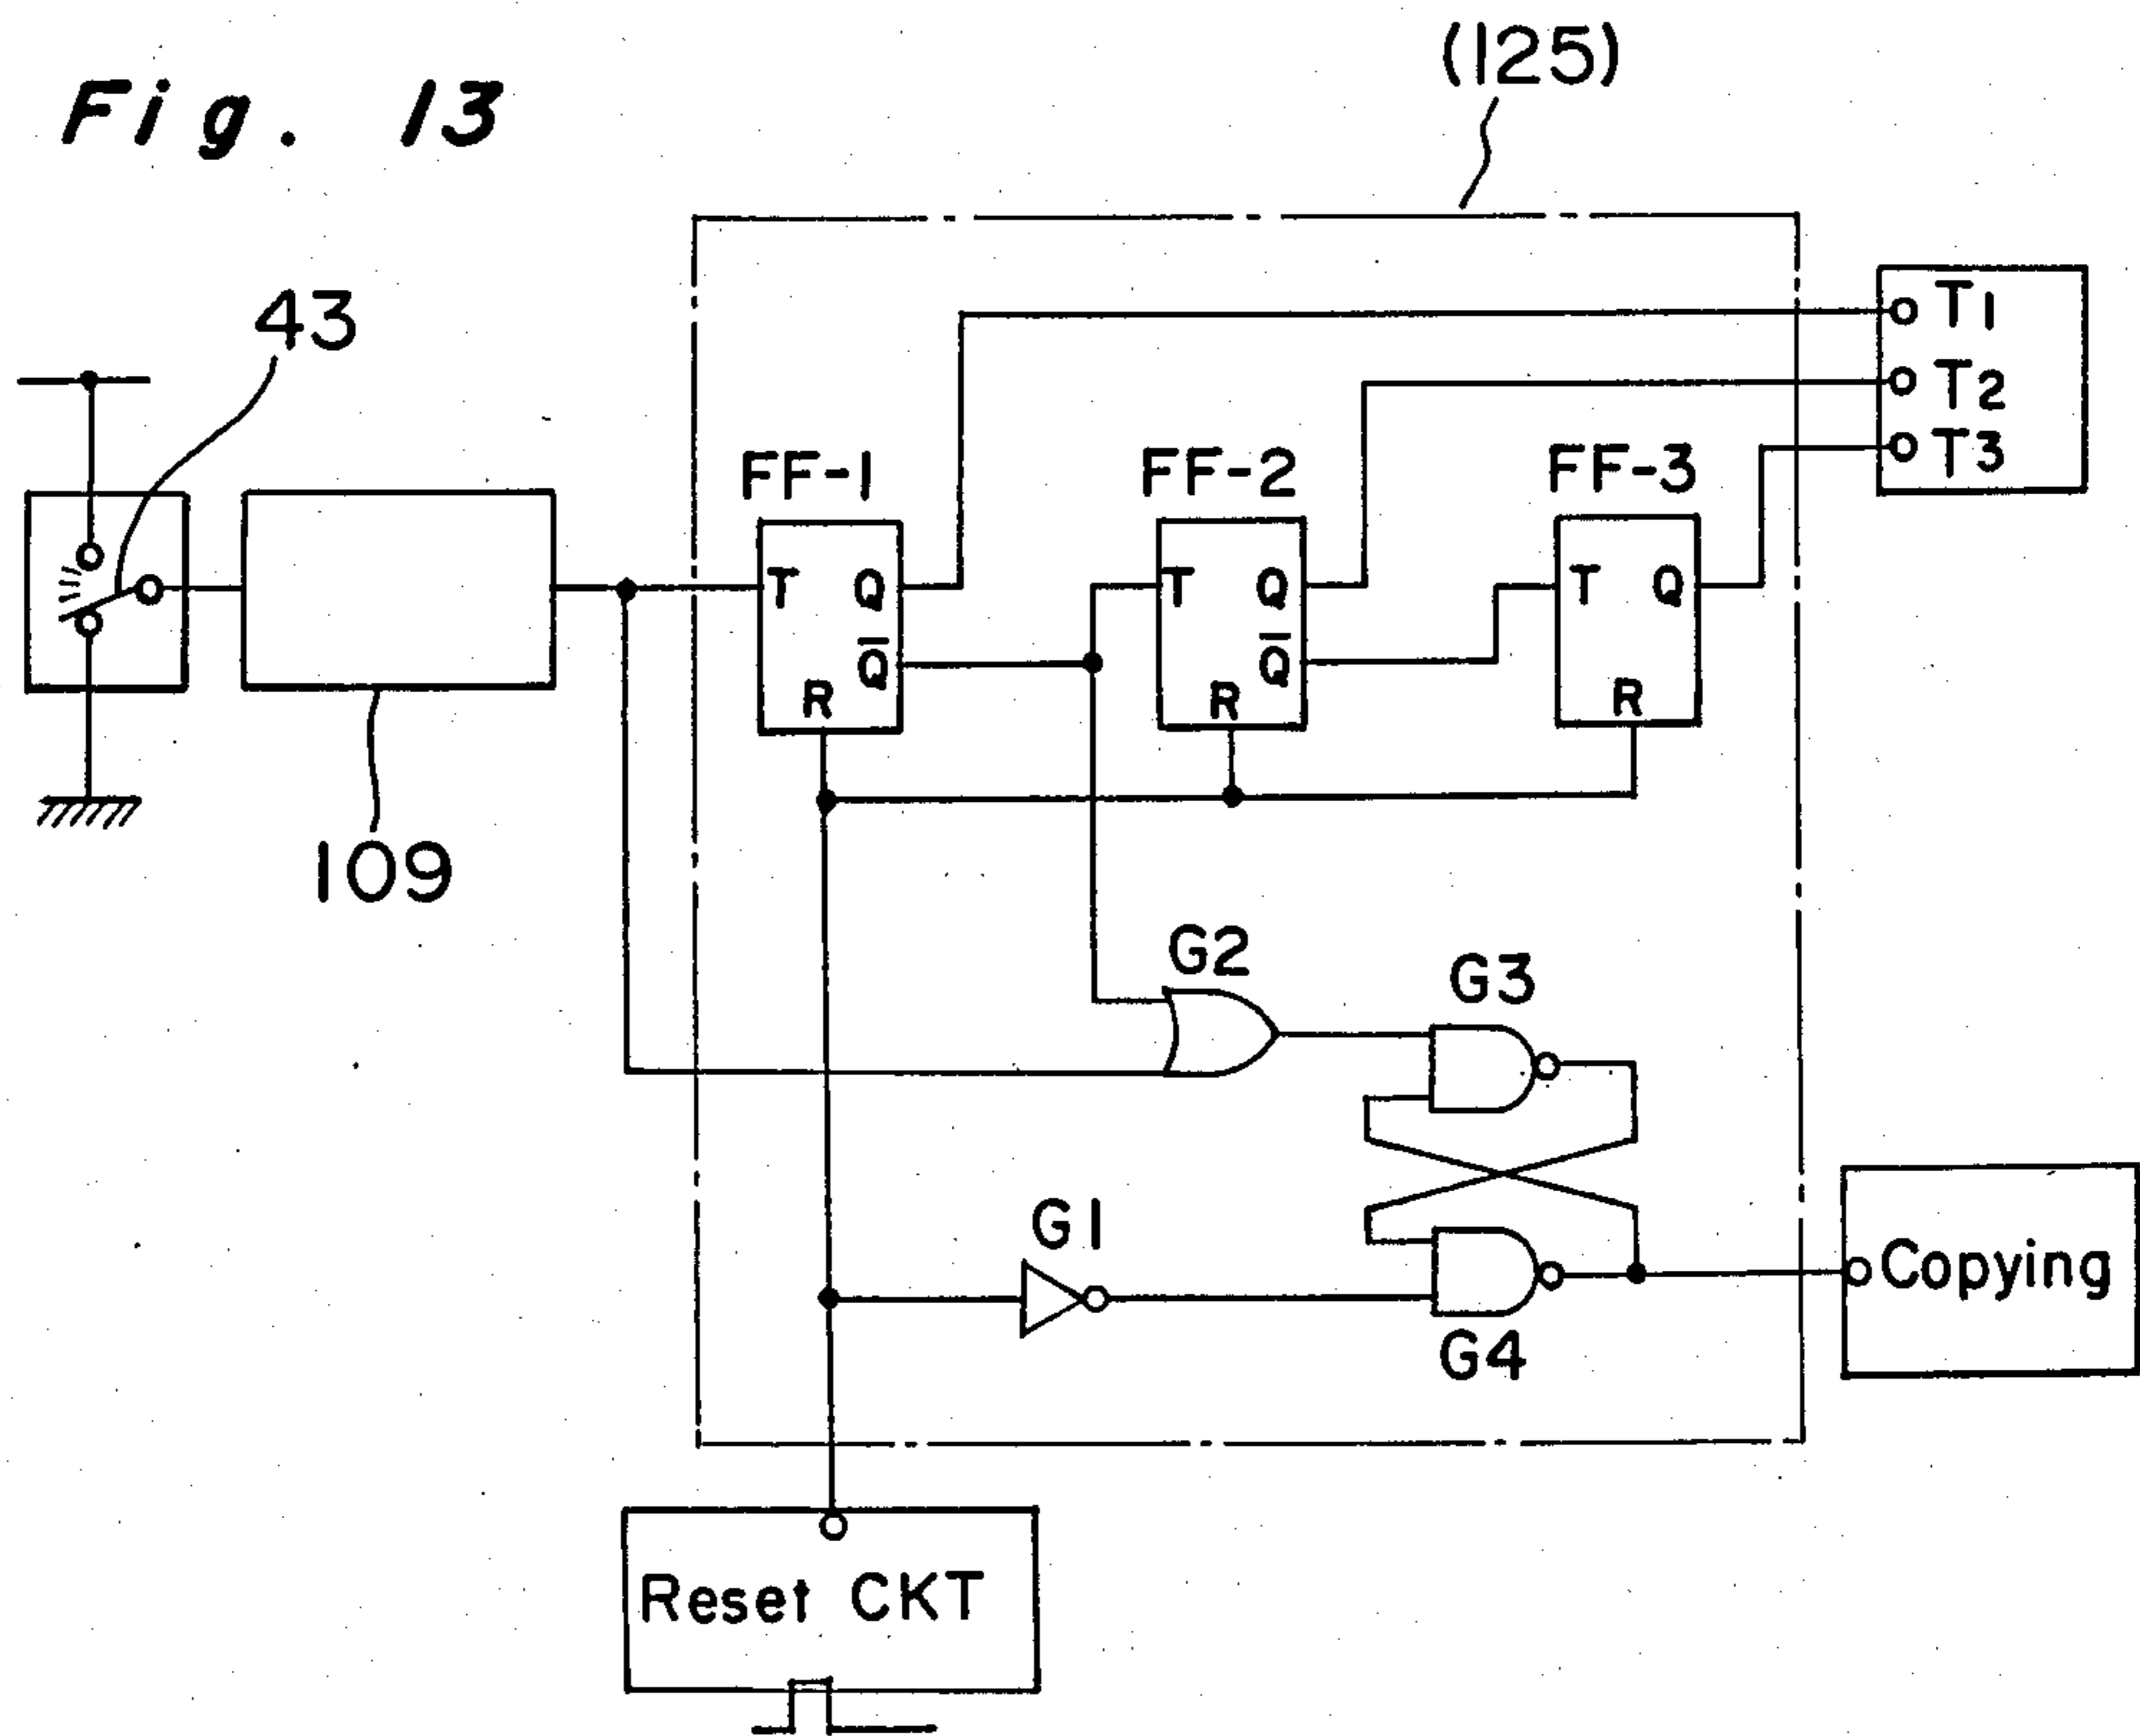 Fig. 13
(125)
43
T1
T2
T3
FF-1
FF-2
FF-3
T Q
Q̅
R
T Q
Q̅
R
T Q
R
109
G2
G3
G1
G4
Copying
Reset CKT